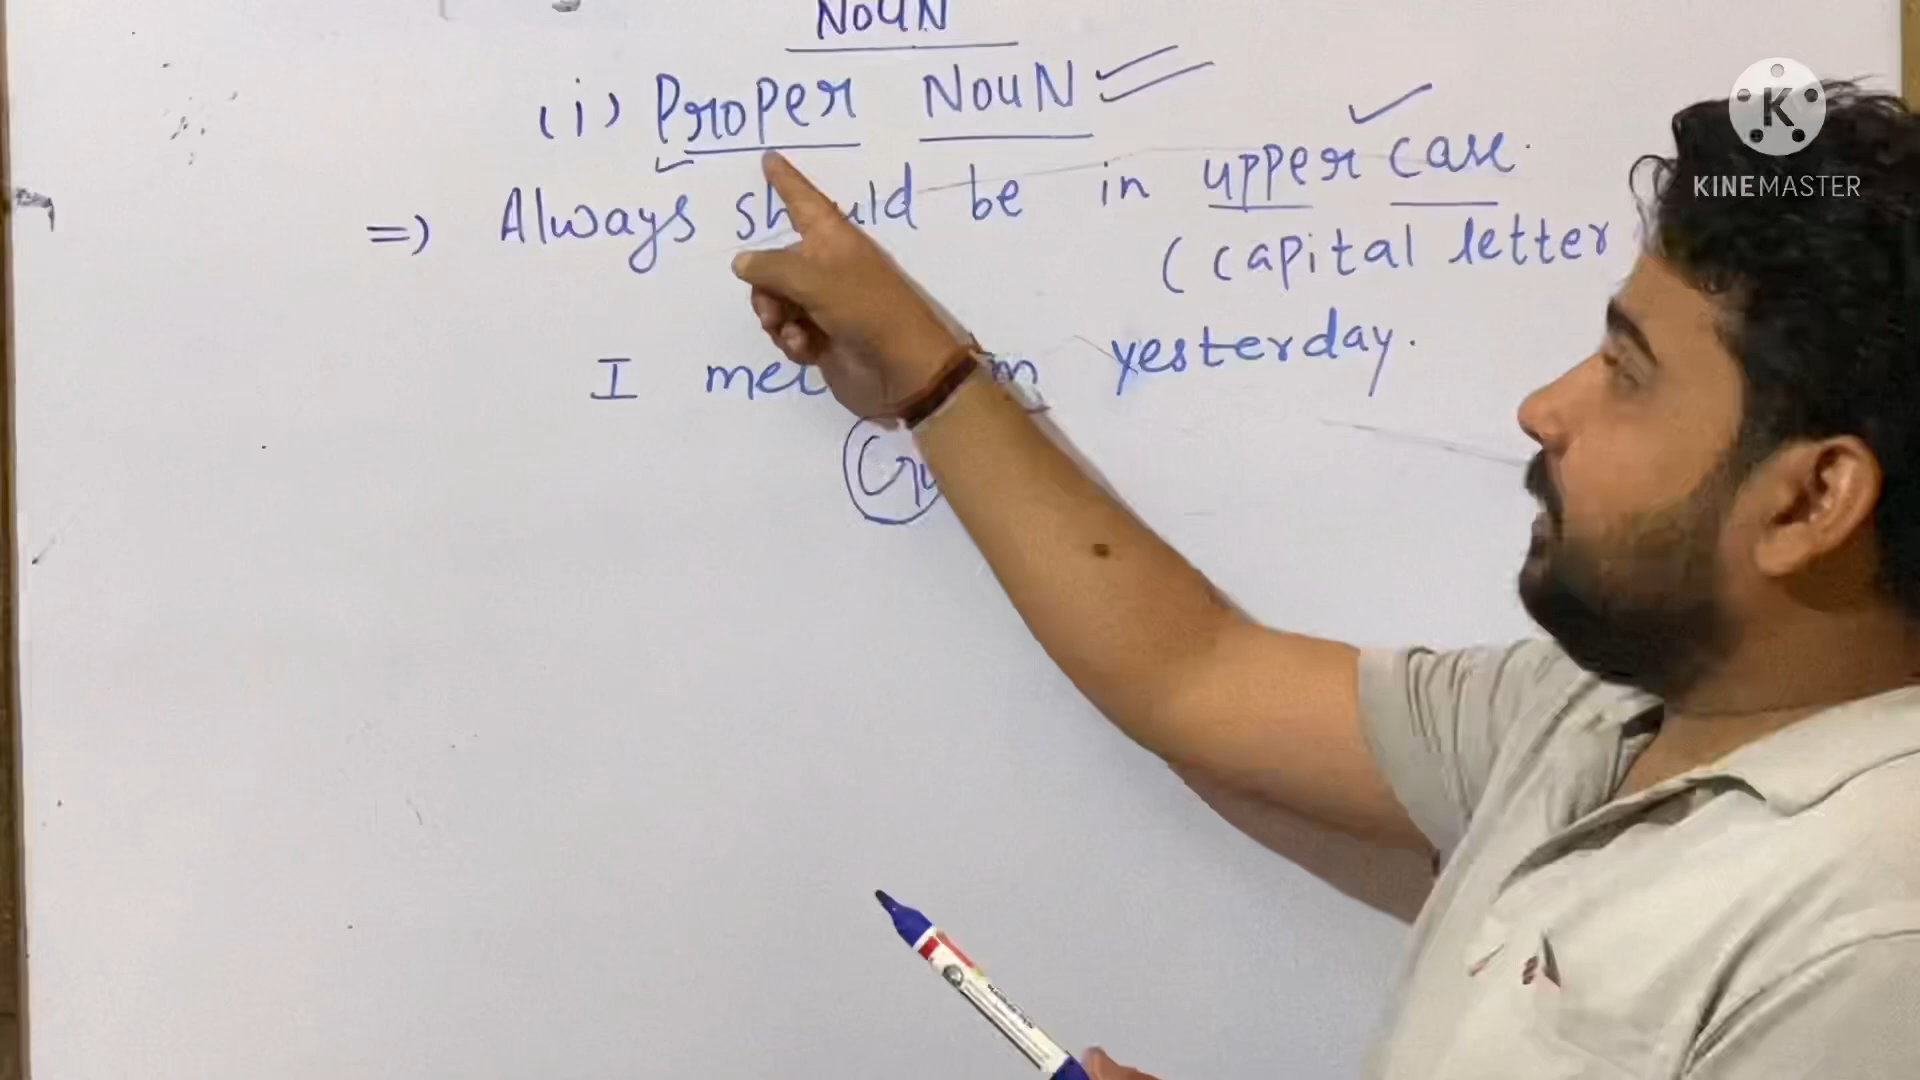 NOUN
(i) Proper NOUN
K
=) Always should be in upper case.
KINEMASTER
(capital letter
I met yesterday.